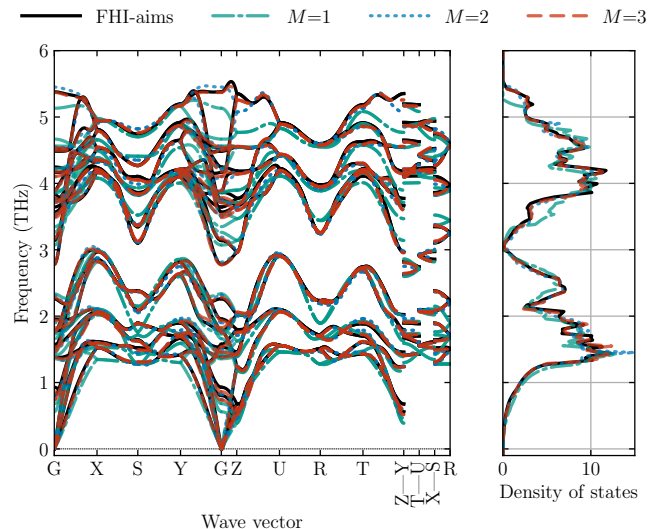 FHI-aims M=1 M=2 M=3
6
5
4
3
2
1
0
Frequency (THz)
G X S Y G Z U R T Z—Y T—U X—S R
Wave vector
0 10
Density of states